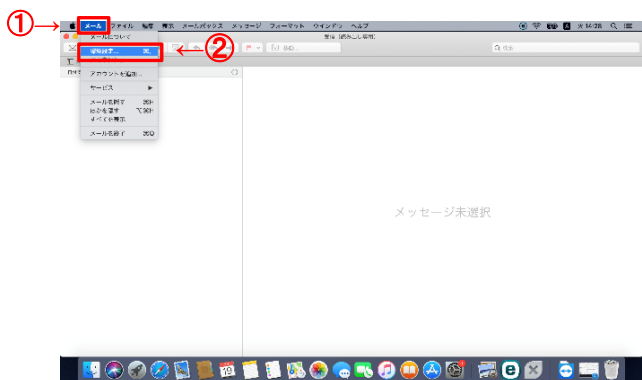 ①
メール ファイル 編集 表示 メールボックス メッセージ フォーマット ウインドウ ヘルプ
火 14:28
メールについて
環境設定... ⌘,
②
アカウントを追加...
サービス
メールを隠す ⌘H
ほかを隠す ⌥⌘H
すべてを表示
メールを終了 ⌘Q
検索
メッセージ未選択
19